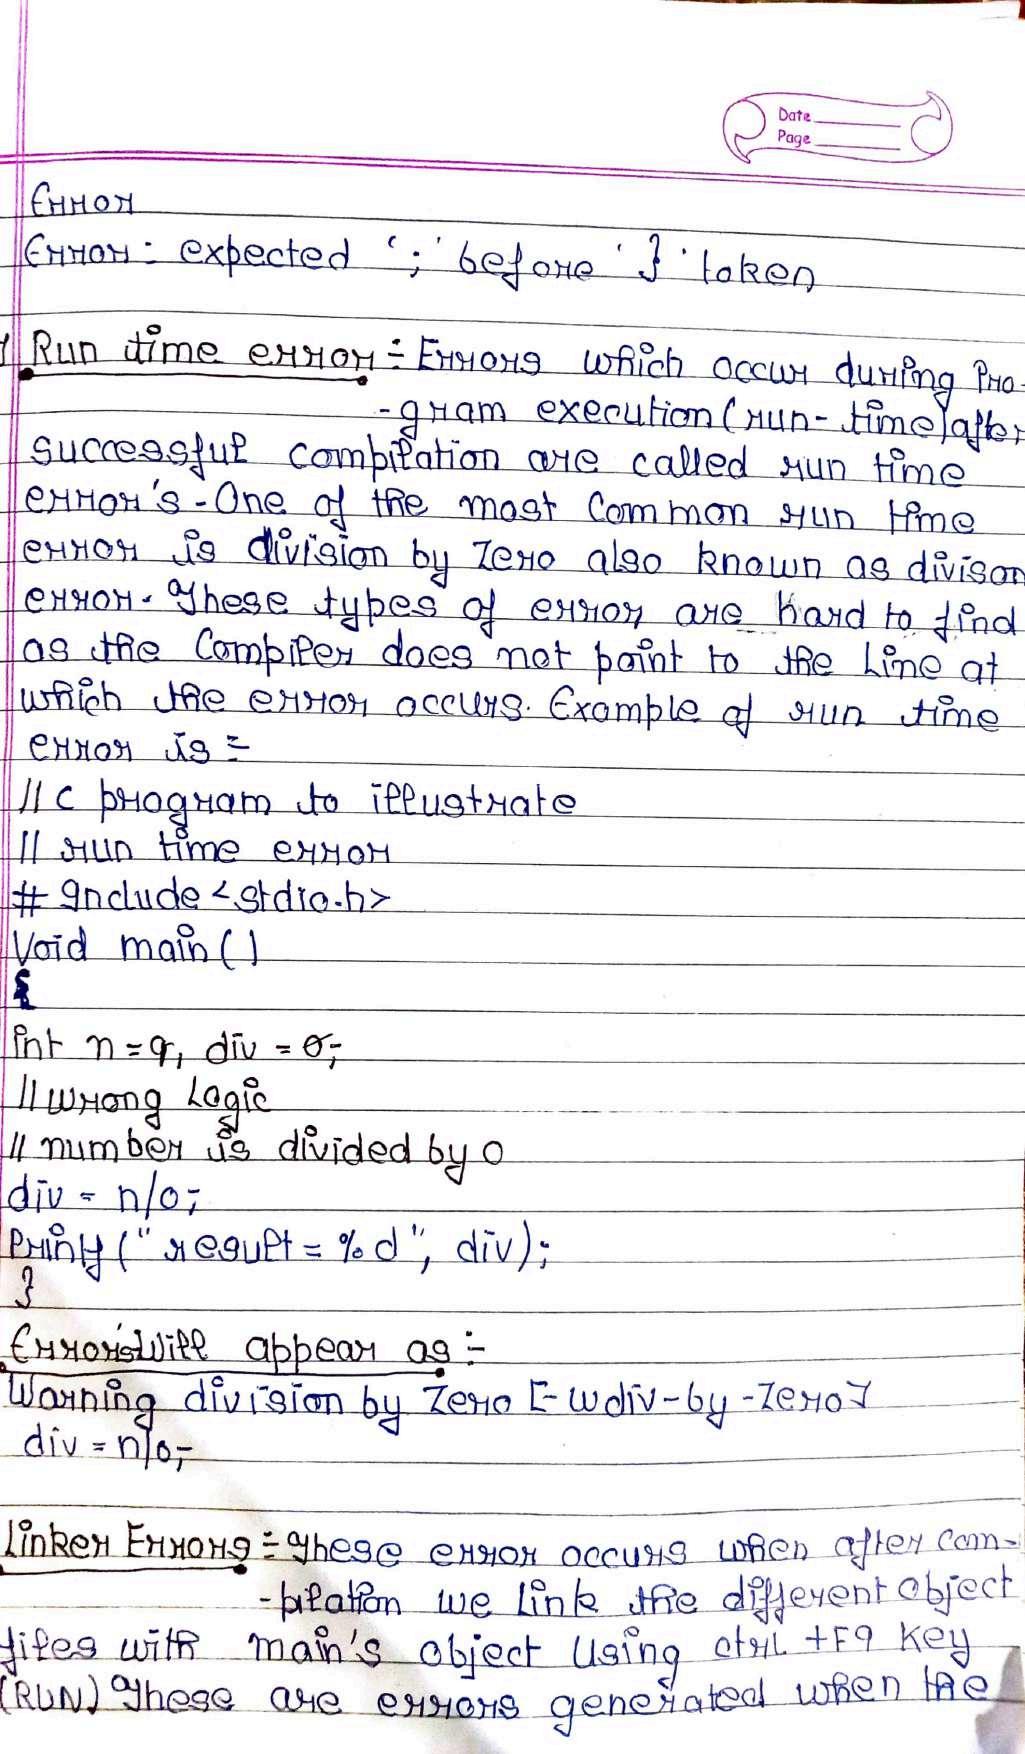 Date
Page
Error
Error: expected ';' before '}' token
Run time error:- Errors which occur during Pro-
-gram execution (run-time) after
successful compilation are called run time
error's - One of the most common run time
error is division by Zero also known as divison
error. These types of error are hard to find
as the Compiler does not point to the Line at
which the error occurs. Example of run time
error is =
// C program to illustrate
// run time error
# Include <stdio.h>
Void main()
{
int n = 9, div = 0;
// wrong Logic
// number is divided by 0
div = n/0;
Printf ("result = %d", div);
}
Error's Will appear as :-
Warning division by Zero [-wdiv-by-Zero]
div = n/0;
Linker Errors :- These error occurs when after com-
-pilation we Link the different object
files with main's object Using ctrl +F9 Key
(RUN) These are errors generated when the